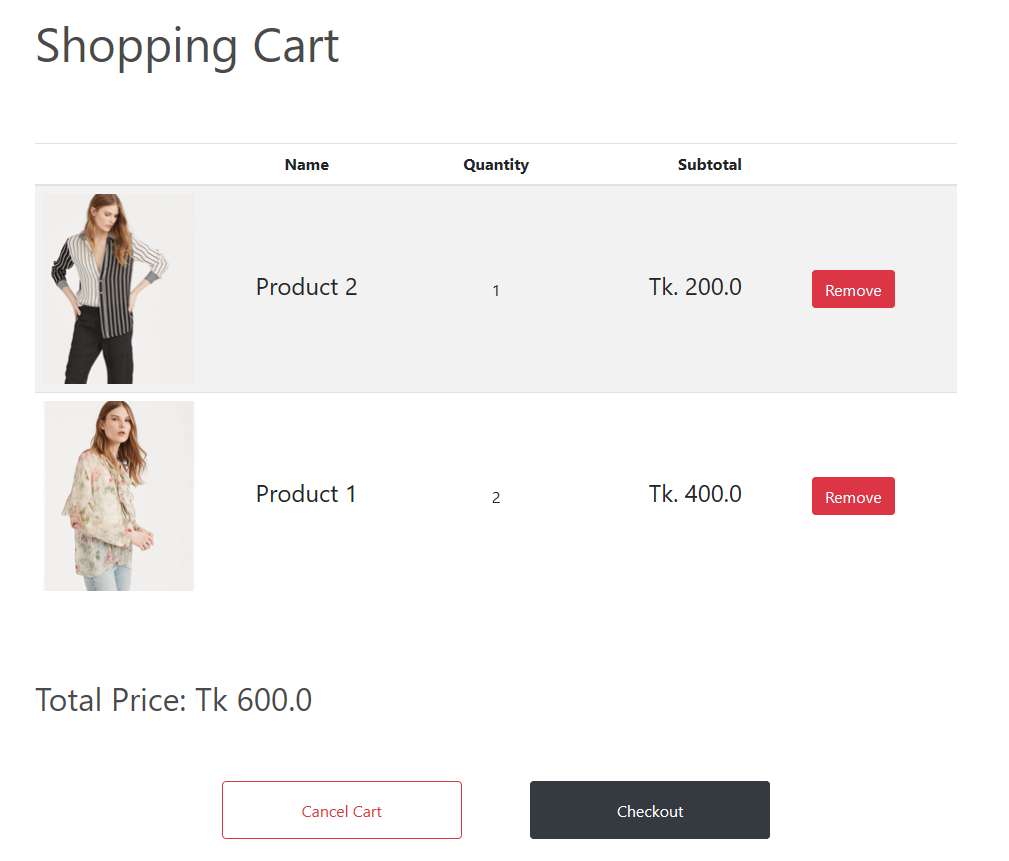 Shopping Cart
Name Quantity Subtotal
Product 2 1 Tk. 200.0 Remove
Product 1 2 Tk. 400.0 Remove
Total Price: Tk 600.0
Cancel Cart Checkout